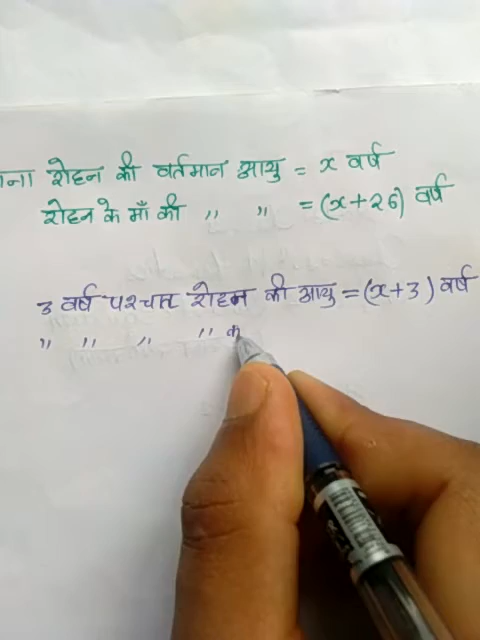 माना रोहन की वर्तमान आयु = x वर्ष
रोहन के माँ की " " = (x+26) वर्ष
3 वर्ष पश्चात रोहन की आयु = (x+3) वर्ष
" " " " क